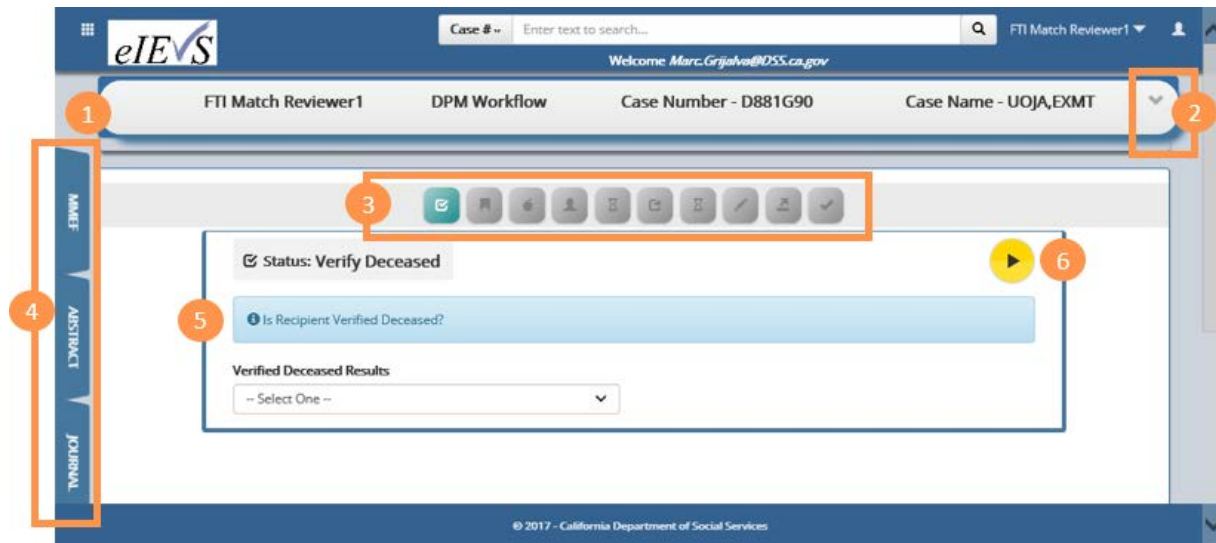 eIEVS
Case #
Enter text to search...
FTI Match Reviewer1
Welcome Marc.Grijalva@DSS.ca.gov
1
FTI Match Reviewer1 DPM Workflow Case Number - D881G90 Case Name - UOJA,EXMT
2
3
4
MMEF
ABSTRACT
JOURNAL
Status: Verify Deceased
6
5
Is Recipient Verified Deceased?
Verified Deceased Results
-- Select One --
© 2017 - California Department of Social Services